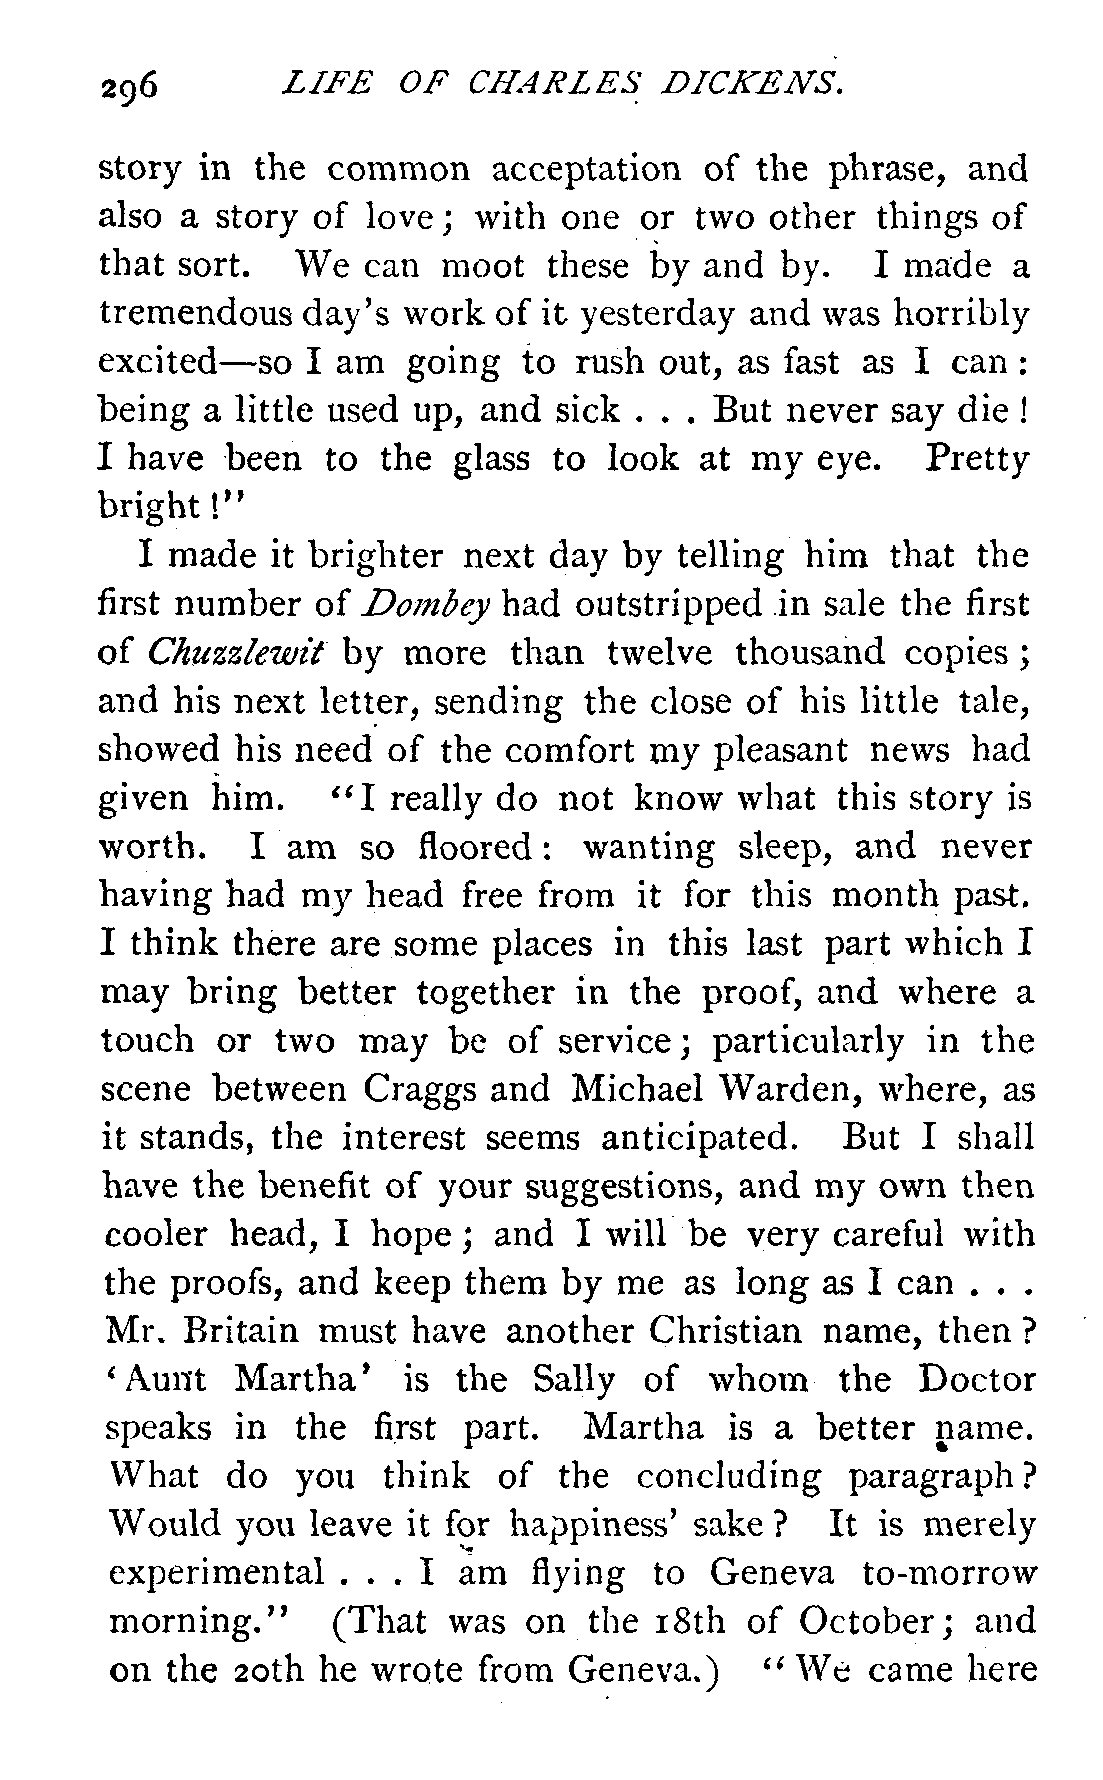 296 LIFE OF CHARLES DICKENS.
story in the common acceptation of the phrase, and
also a story of love; with one or two other things of
that sort. We can moot these by and by. I made a
tremendous day's work of it yesterday and was horribly
excited—so I am going to rush out, as fast as I can:
being a little used up, and sick . . . But never say die!
I have been to the glass to look at my eye. Pretty
bright!"
I made it brighter next day by telling him that the
first number of Dombey had outstripped in sale the first
of Chuzzlewit by more than twelve thousand copies;
and his next letter, sending the close of his little tale,
showed his need of the comfort my pleasant news had
given him. "I really do not know what this story is
worth. I am so floored: wanting sleep, and never
having had my head free from it for this month past.
I think there are some places in this last part which I
may bring better together in the proof, and where a
touch or two may be of service; particularly in the
scene between Craggs and Michael Warden, where, as
it stands, the interest seems anticipated. But I shall
have the benefit of your suggestions, and my own then
cooler head, I hope; and I will be very careful with
the proofs, and keep them by me as long as I can . . .
Mr. Britain must have another Christian name, then?
'Aunt Martha' is the Sally of whom the Doctor
speaks in the first part. Martha is a better name.
What do you think of the concluding paragraph?
Would you leave it for happiness' sake? It is merely
experimental . . . I am flying to Geneva to-morrow
morning." (That was on the 18th of October; and
on the 20th he wrote from Geneva.) "We came here